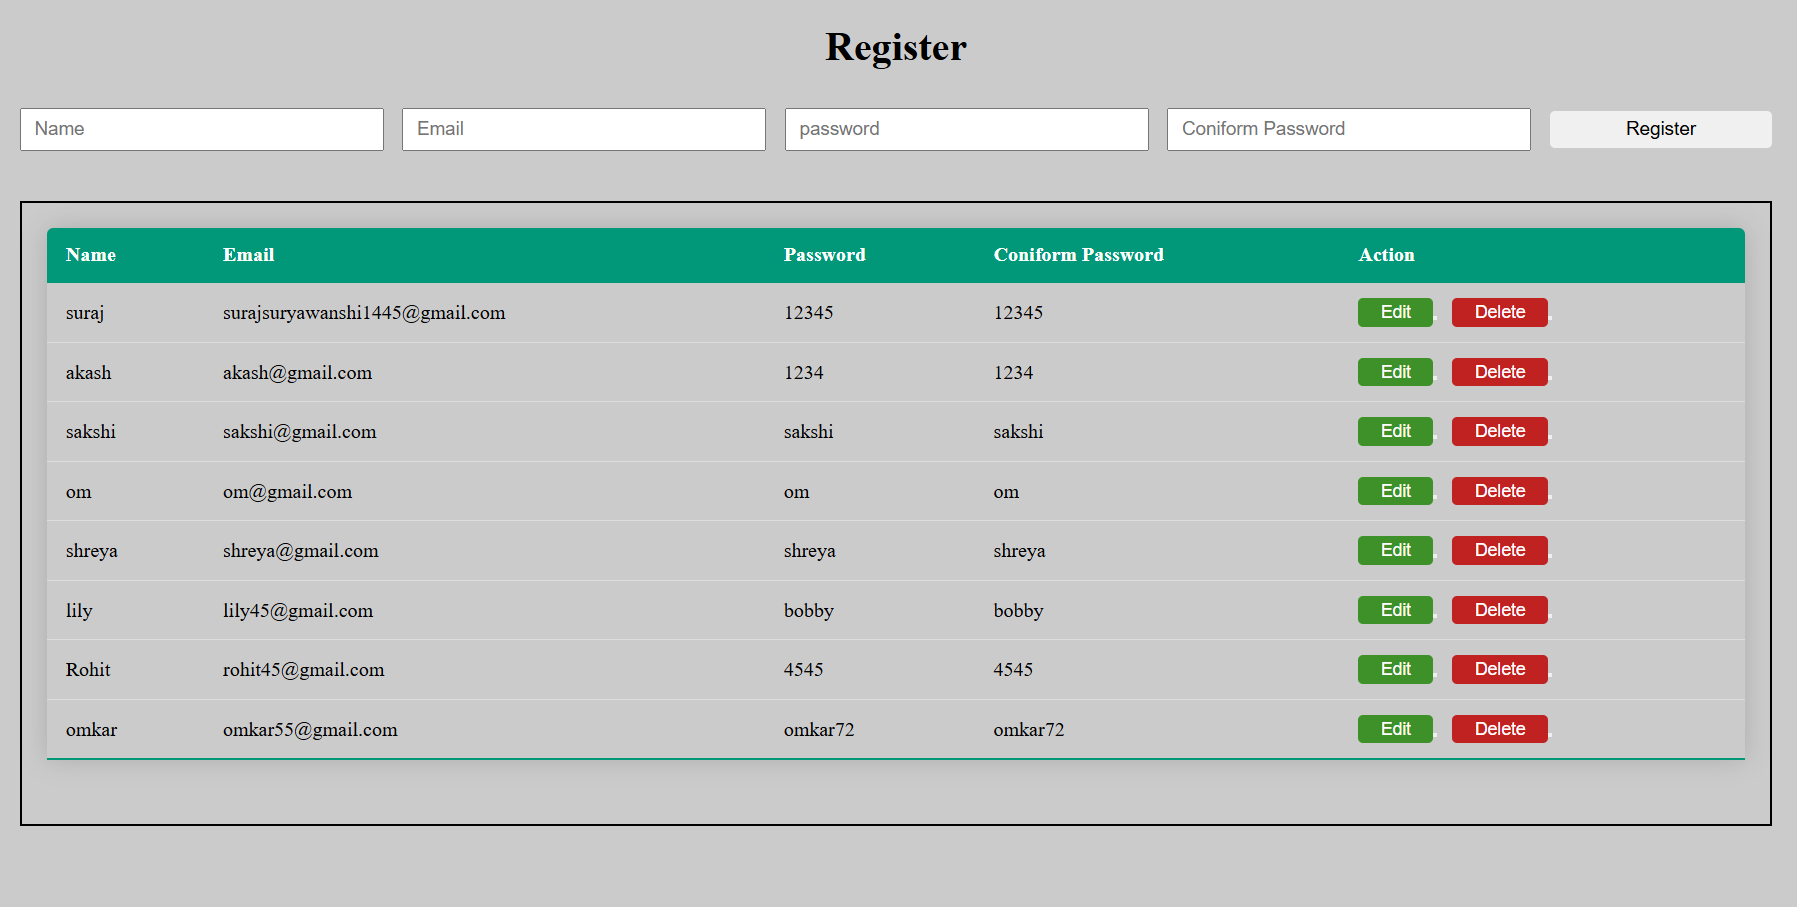 Register
Name Email password Coniform Password Register
Name Email Password Coniform Password Action
suraj surajsuryawanshi1445@gmail.com 12345 12345 Edit Delete
akash akash@gmail.com 1234 1234 Edit Delete
sakshi sakshi@gmail.com sakshi sakshi Edit Delete
om om@gmail.com om om Edit Delete
shreya shreya@gmail.com shreya shreya Edit Delete
lily lily45@gmail.com bobby bobby Edit Delete
Rohit rohit45@gmail.com 4545 4545 Edit Delete
omkar omkar55@gmail.com omkar72 omkar72 Edit Delete